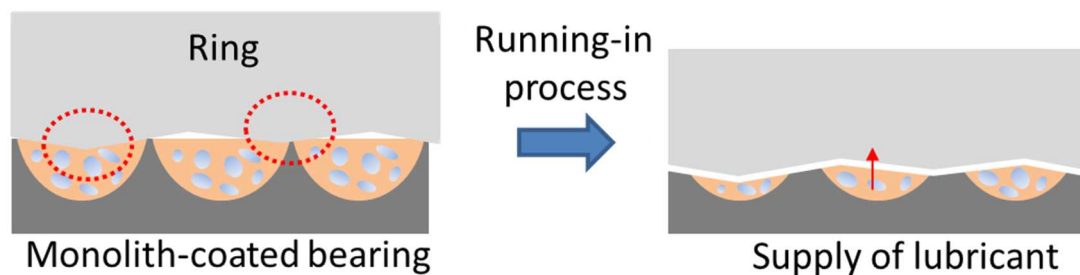 Ring
Running-in
process
Monolith-coated bearing
Supply of lubricant